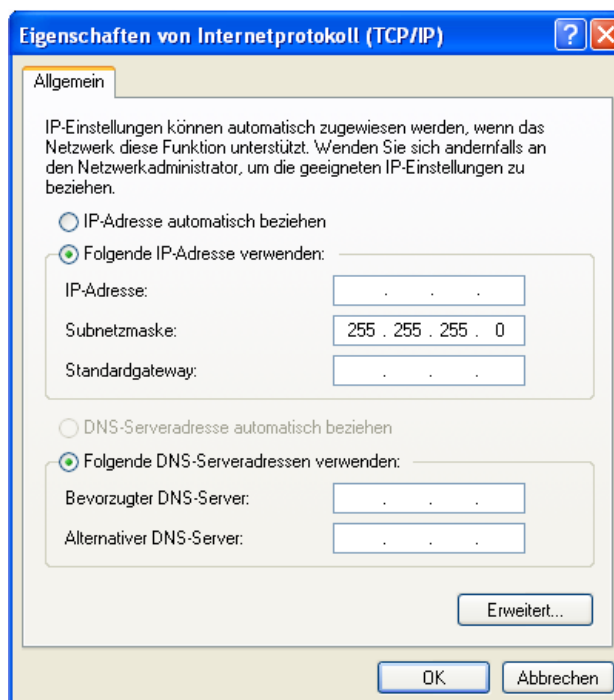 Eigenschaften von Internetprotokoll (TCP/IP)
Allgemein
IP-Einstellungen können automatisch zugewiesen werden, wenn das
Netzwerk diese Funktion unterstützt. Wenden Sie sich andernfalls an
den Netzwerkadministrator, um die geeigneten IP-Einstellungen zu
beziehen.
IP-Adresse automatisch beziehen
Folgende IP-Adresse verwenden:
IP-Adresse: . . .
Subnetzmaske: 255 . 255 . 255 . 0
Standardgateway: . . .
DNS-Serveradresse automatisch beziehen
Folgende DNS-Serveradressen verwenden:
Bevorzugter DNS-Server: . . .
Alternativer DNS-Server: . . .
Erweitert...
OK Abbrechen